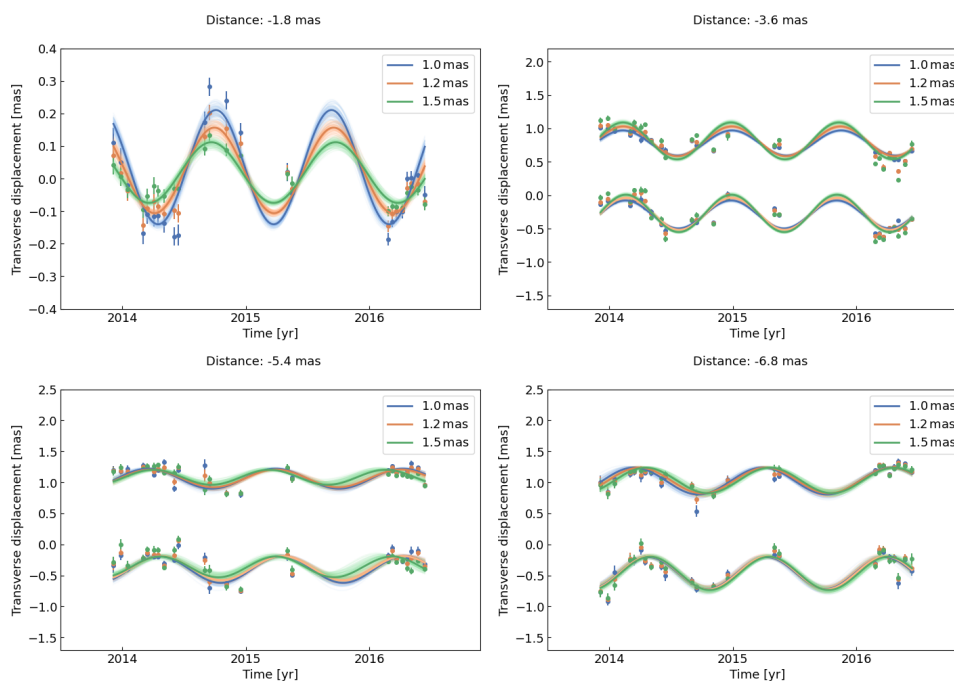 Distance: -1.8 mas
Transverse displacement [mas]
0.4
0.3
0.2
0.1
0.0
−0.1
−0.2
−0.3
−0.4
1.0 mas
1.2 mas
1.5 mas
2014
2015
2016
Time [yr]
Distance: -3.6 mas
Transverse displacement [mas]
2.0
1.5
1.0
0.5
0.0
−0.5
−1.0
−1.5
1.0 mas
1.2 mas
1.5 mas
2014
2015
2016
Time [yr]
Distance: -5.4 mas
Transverse displacement [mas]
2.5
2.0
1.5
1.0
0.5
0.0
−0.5
−1.0
−1.5
1.0 mas
1.2 mas
1.5 mas
2014
2015
2016
Time [yr]
Distance: -6.8 mas
Transverse displacement [mas]
2.5
2.0
1.5
1.0
0.5
0.0
−0.5
−1.0
−1.5
1.0 mas
1.2 mas
1.5 mas
2014
2015
2016
Time [yr]